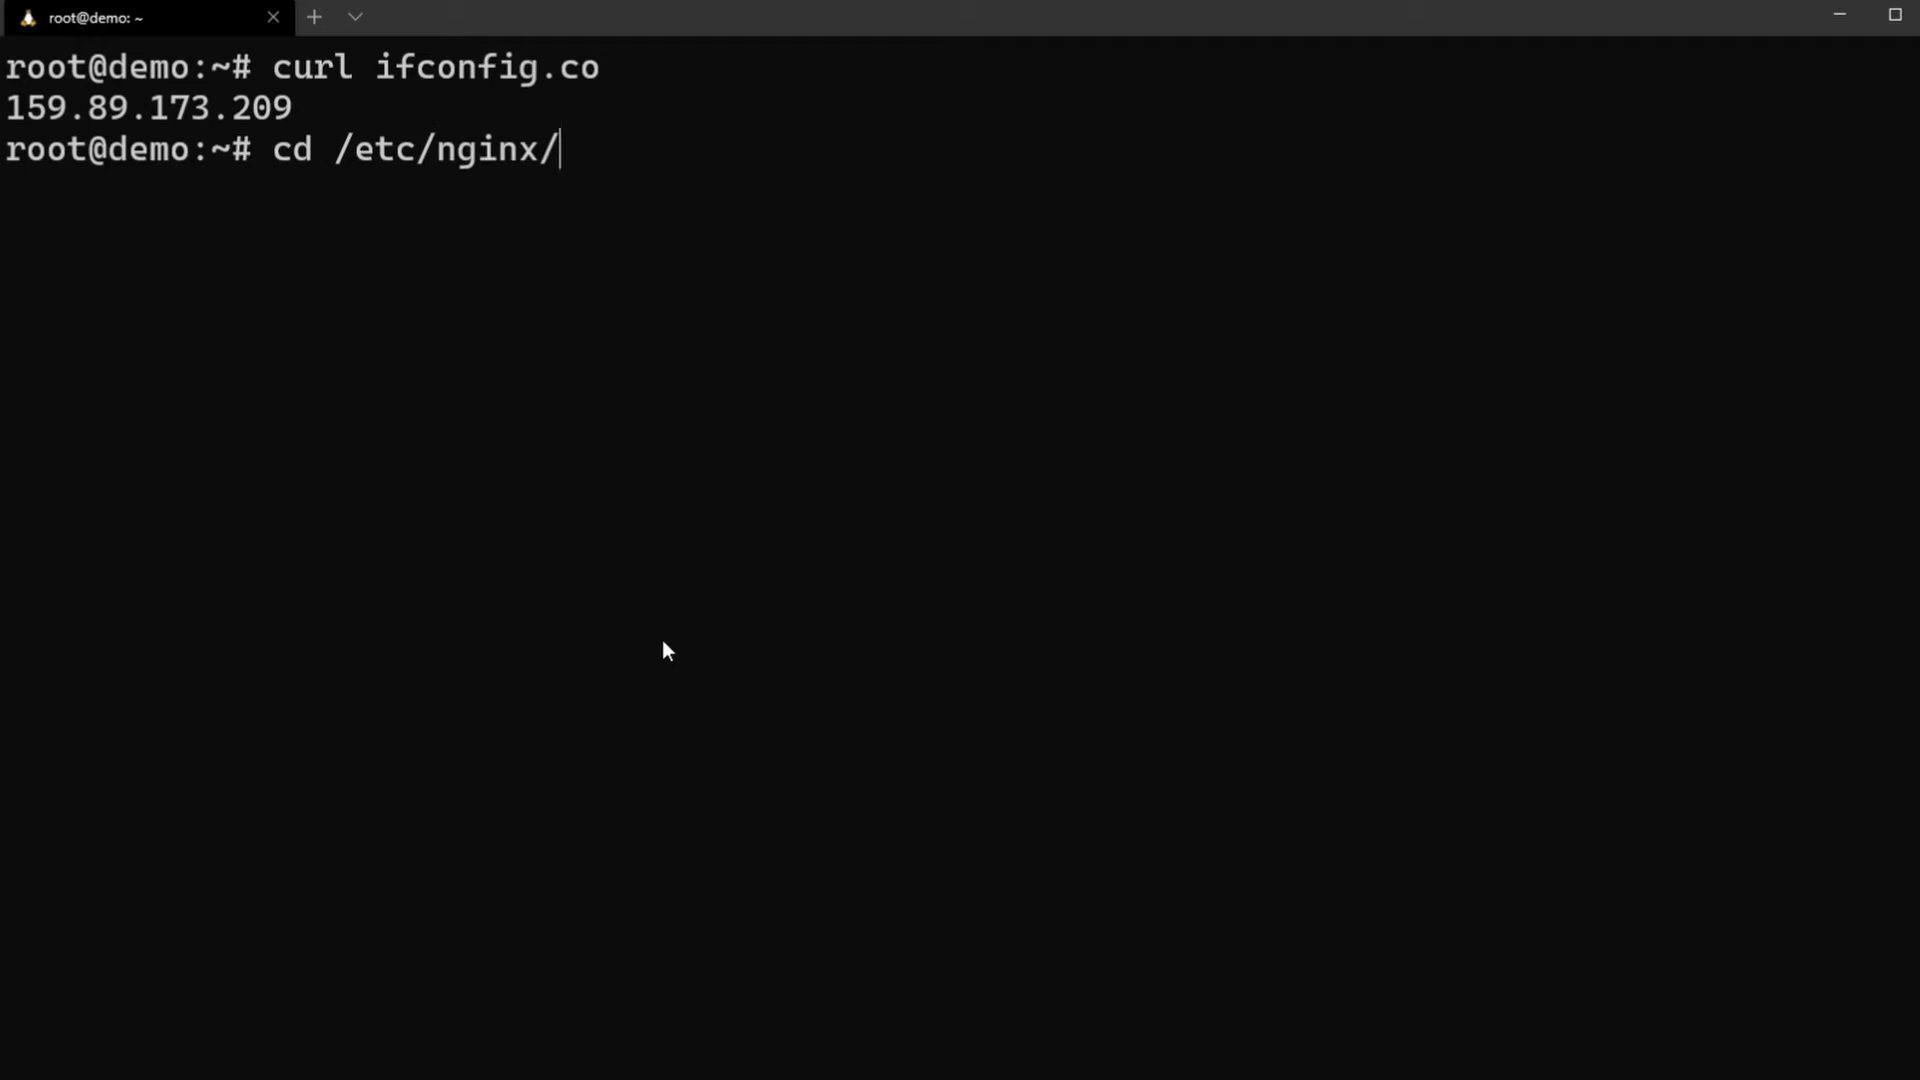 root@demo: ~
root@demo:~# curl ifconfig.co
159.89.173.209
root@demo:~# cd /etc/nginx/